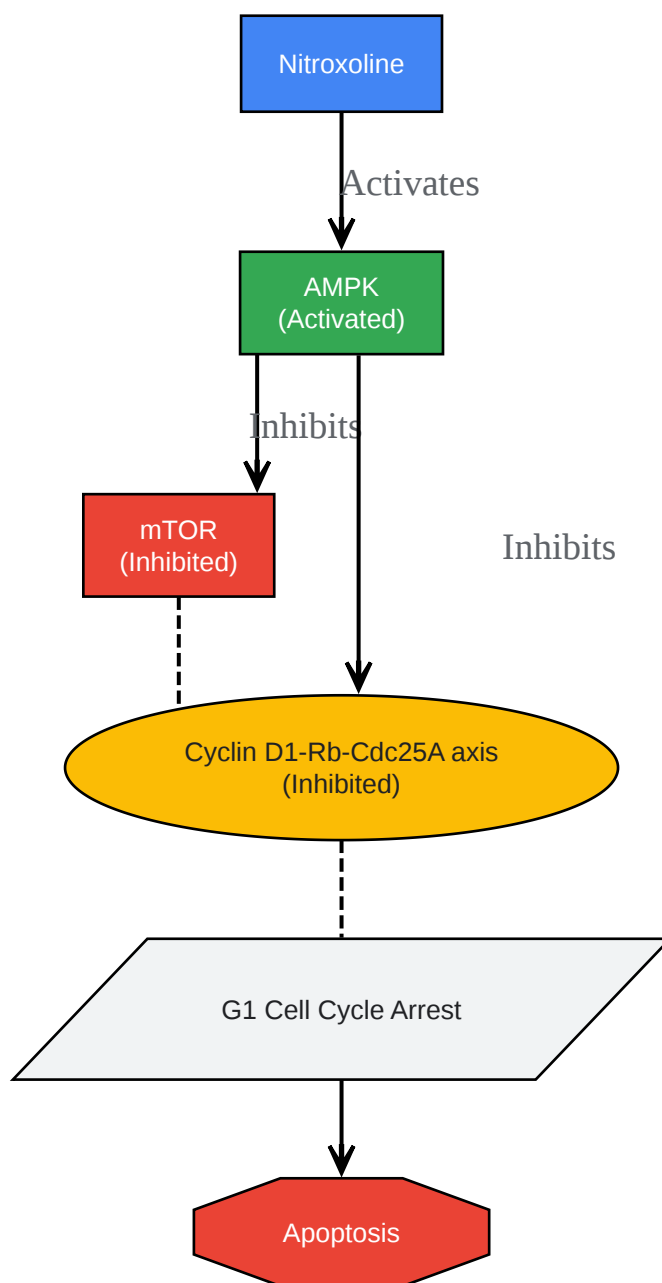 Nitroxoline
Activates
AMPK
(Activated)
Inhibits
mTOR
(Inhibited)
Inhibits
Cyclin D1-Rb-Cdc25A axis
(Inhibited)
G1 Cell Cycle Arrest
Apoptosis